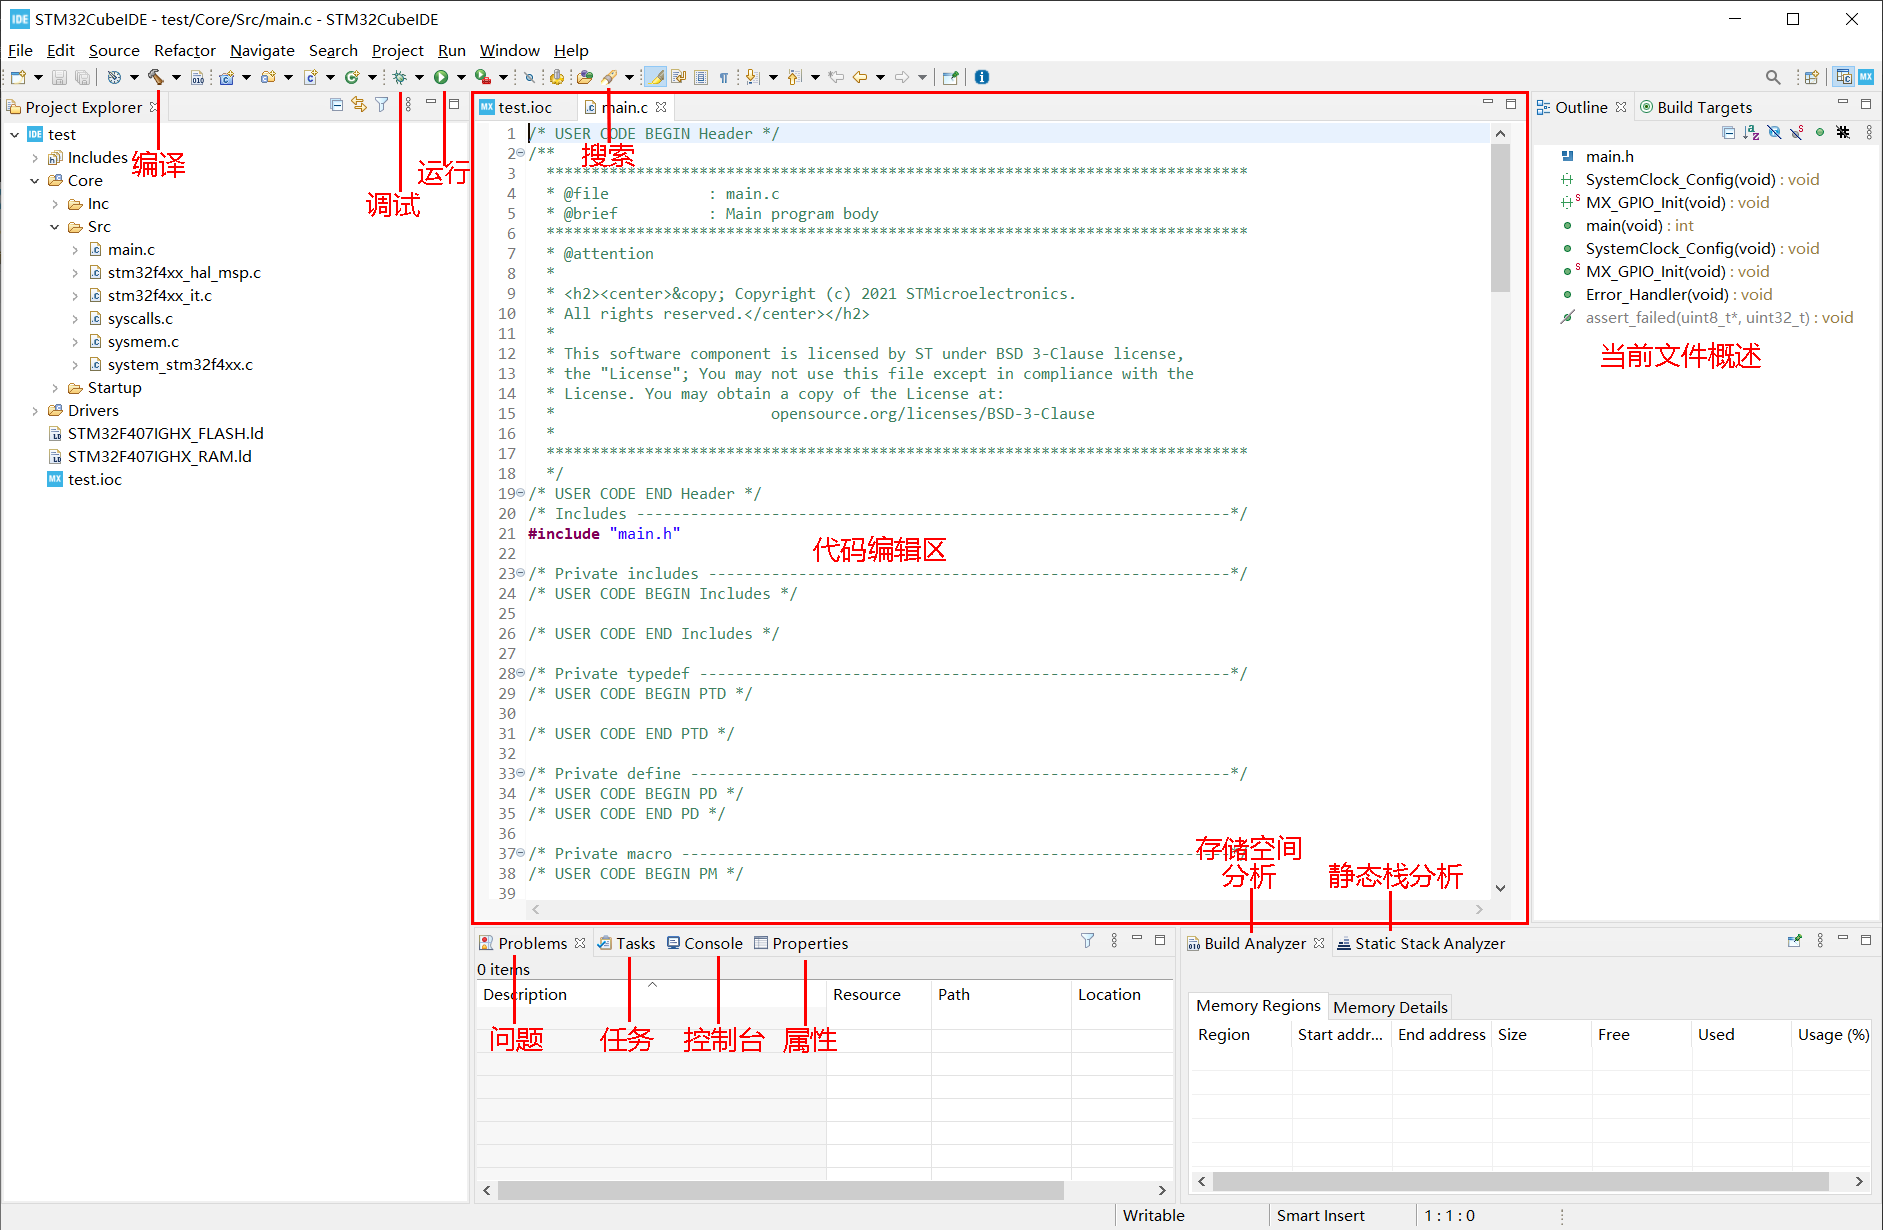 STM32CubeIDE - test/Core/Src/main.c - STM32CubeIDE
File Edit Source Refactor Navigate Search Project Run Window Help
Project Explorer
test
Includes
Core
Inc
Src
main.c
stm32f4xx_hal_msp.c
stm32f4xx_it.c
syscalls.c
sysmem.c
system_stm32f4xx.c
Startup
Drivers
STM32F407IGHX_FLASH.ld
STM32F407IGHX_RAM.ld
test.ioc
编译
调试
运行
搜索
test.ioc main.c
1 /* USER CODE BEGIN Header */
2 /**
3 ******************************************************************************
4 * @file : main.c
5 * @brief : Main program body
6 ******************************************************************************
7 * @attention
8 *
9 * <h2><center>&copy; Copyright (c) 2021 STMicroelectronics.
10 * All rights reserved.</center></h2>
11 *
12 * This software component is licensed by ST under BSD 3-Clause license,
13 * the "License"; You may not use this file except in compliance with the
14 * License. You may obtain a copy of the License at:
15 * opensource.org/licenses/BSD-3-Clause
16 *
17 ******************************************************************************
18 */
19 /* USER CODE END Header */
20 /* Includes ------------------------------------------------------------------*/
21 #include "main.h"
22
23 /* Private includes ----------------------------------------------------------*/
24 /* USER CODE BEGIN Includes */
25
26 /* USER CODE END Includes */
27
28 /* Private typedef -----------------------------------------------------------*/
29 /* USER CODE BEGIN PTD */
30
31 /* USER CODE END PTD */
32
33 /* Private define ------------------------------------------------------------*/
34 /* USER CODE BEGIN PD */
35 /* USER CODE END PD */
36
37 /* Private macro -------------------------------------------------------------*/
38 /* USER CODE BEGIN PM */
39
代码编辑区
存储空间
分析
静态栈分析
Outline Build Targets
main.h
SystemClock_Config(void) : void
MX_GPIO_Init(void) : void
main(void) : int
SystemClock_Config(void) : void
MX_GPIO_Init(void) : void
Error_Handler(void) : void
assert_failed(uint8_t*, uint32_t) : void
当前文件概述
Problems Tasks Console Properties
0 items
Description Resource Path Location
问题 任务 控制台 属性
Build Analyzer Static Stack Analyzer
Memory Regions Memory Details
Region Start addr... End address Size Free Used Usage (%)
Writable Smart Insert 1 : 1 : 0